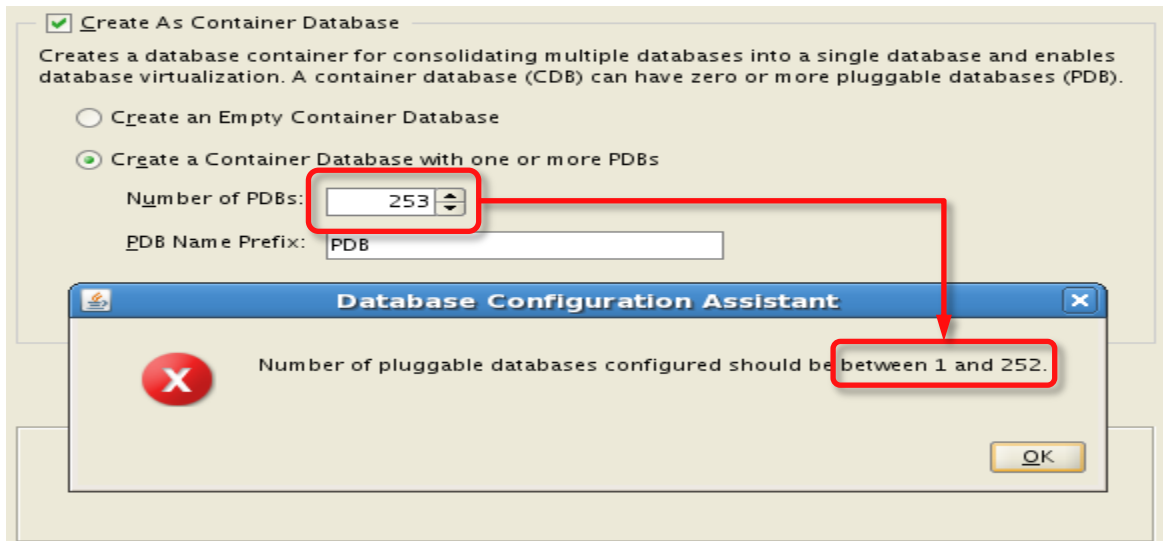 Create As Container Database
Creates a database container for consolidating multiple databases into a single database and enables
database virtualization. A container database (CDB) can have zero or more pluggable databases (PDB).
Create an Empty Container Database
Create a Container Database with one or more PDBs
Number of PDBs: 253
PDB Name Prefix: PDB
Database Configuration Assistant
Number of pluggable databases configured should be between 1 and 252.
OK